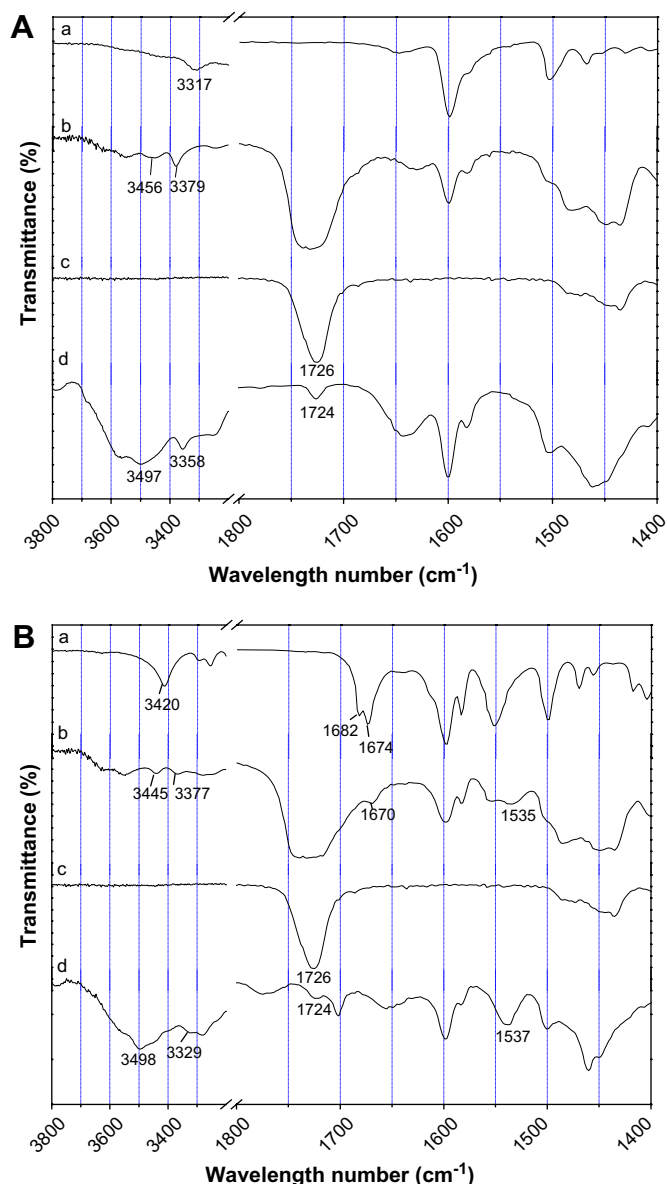 A
a
3317
b
3456 3379
c
1726
d
1724
3497 3358
Transmittance (%)
3800 3600 3400 1800 1700 1600 1500 1400
Wavelength number (cm-1)
B
a
3420
1682 1674
b
3445 3377
1670 1535
c
1726
d
1724 1537
3498 3329
Transmittance (%)
3800 3600 3400 1800 1700 1600 1500 1400
Wavelength number (cm-1)